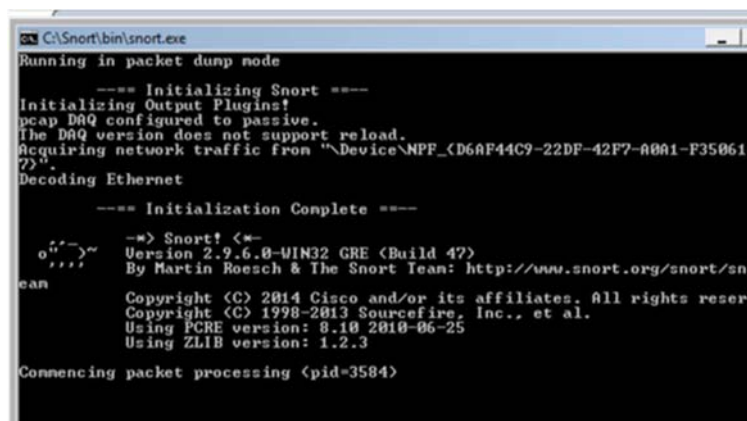 C:\Snort\bin\snort.exe
Running in packet dump mode
--== Initializing Snort ==--
Initializing Output Plugins!
pcap DAQ configured to passive.
The DAQ version does not support reload.
Acquiring network traffic from "\Device\NPF_{D6AF44C9-22DF-42F7-A0A1-F35061
7}".
Decoding Ethernet
--== Initialization Complete ==--
,,_     -*> Snort! <*-
o"  )~   Version 2.9.6.0-WIN32 GRE (Build 47)
''''    By Martin Roesch & The Snort Team: http://www.snort.org/snort/sn
eam
Copyright (C) 2014 Cisco and/or its affiliates. All rights reser
Copyright (C) 1998-2013 Sourcefire, Inc., et al.
Using PCRE version: 8.10 2010-06-25
Using ZLIB version: 1.2.3
Commencing packet processing (pid=3584)